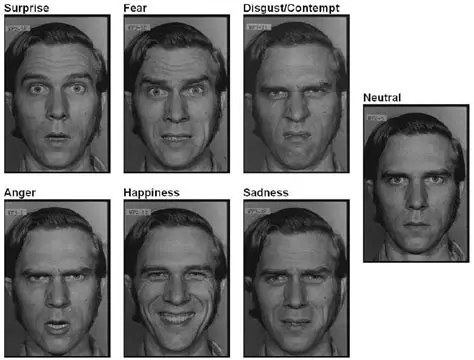 Surprise
Fear
Disgust/Contempt
Neutral
Anger
Happiness
Sadness